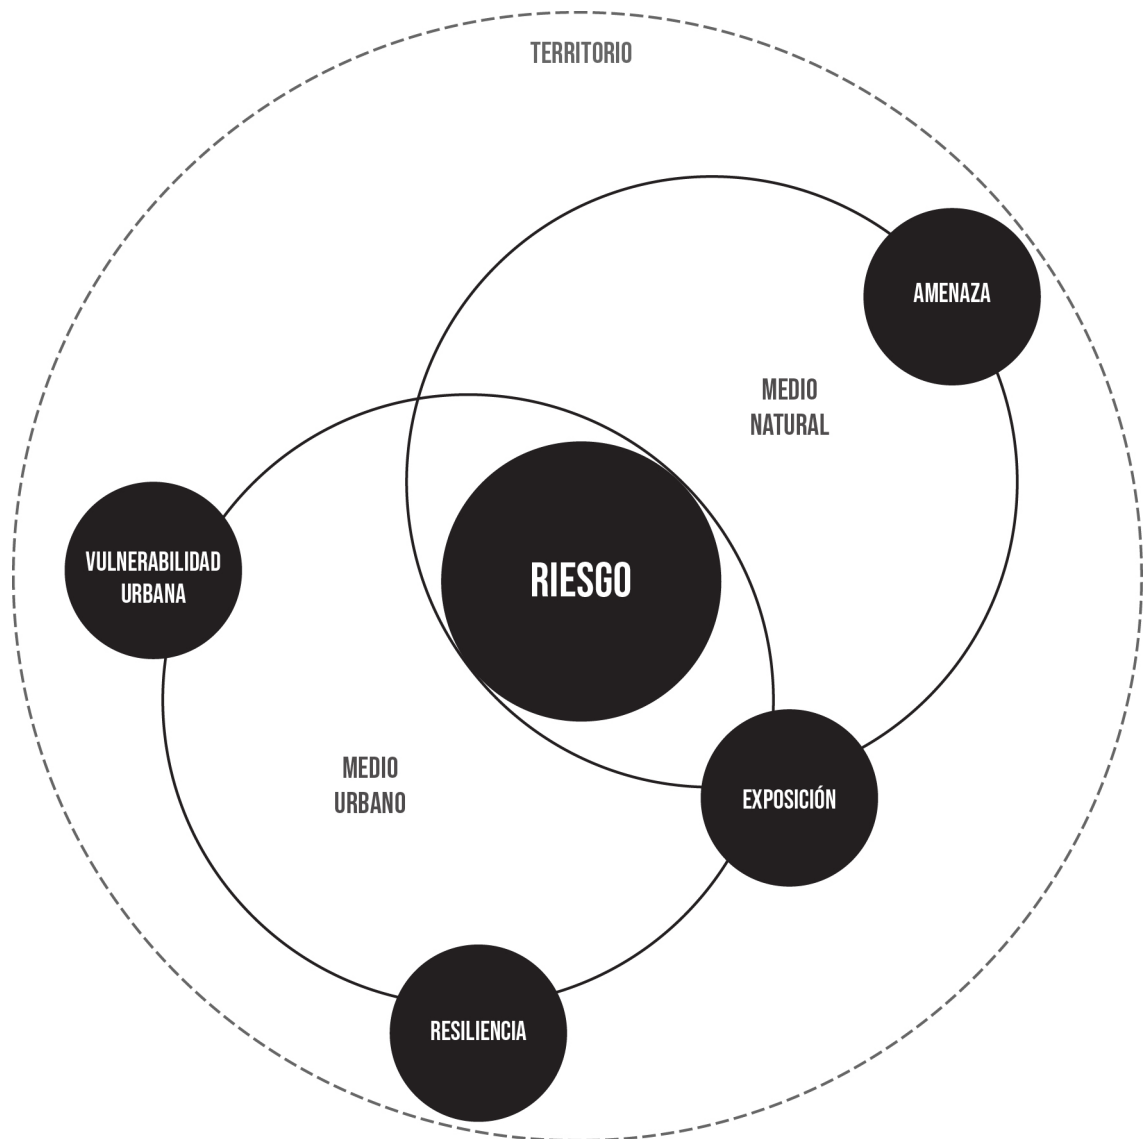 TERRITORIO
AMENAZA
MEDIO
NATURAL
VULNERABILIDAD
URBANA
RIESGO
MEDIO
URBANO
EXPOSICIÓN
RESILIENCIA